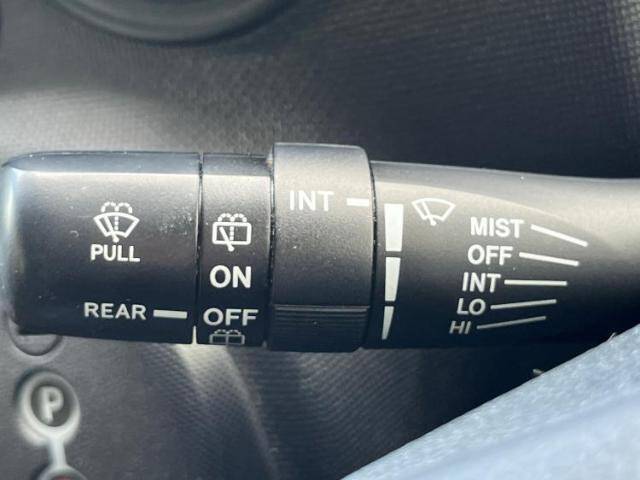 PULL
REAR
ON
OFF
INT
MIST
OFF
INT
LO
HI
P